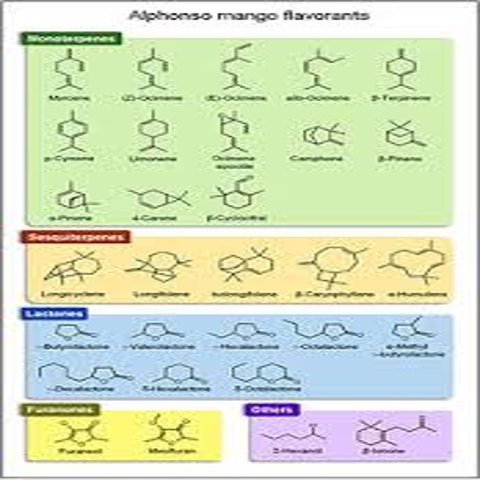 Alphonso mango flavorants
Monoterpenes
Myrcene (Z)-Ocimene (E)-Ocimene allo-Ocimene β-Terpinene
p-Cymene Limonene Ocimene epoxide Camphene β-Pinene
α-Pinene 4-Carene β-Cyclocitral
Sesquiterpenes
Longicyclene Longifolene Isolongifolene β-Caryophyllene α-Humulene
Lactones
-Butyrolactone -Valerolactone -Hexalactone -Octalactone α-Methyl
-butyrolactone
-Decalactone δ-Hexalactone δ-Octalactone
Furanones Others
Furaneol Mesifuran 2-Hexanol β-Ionone